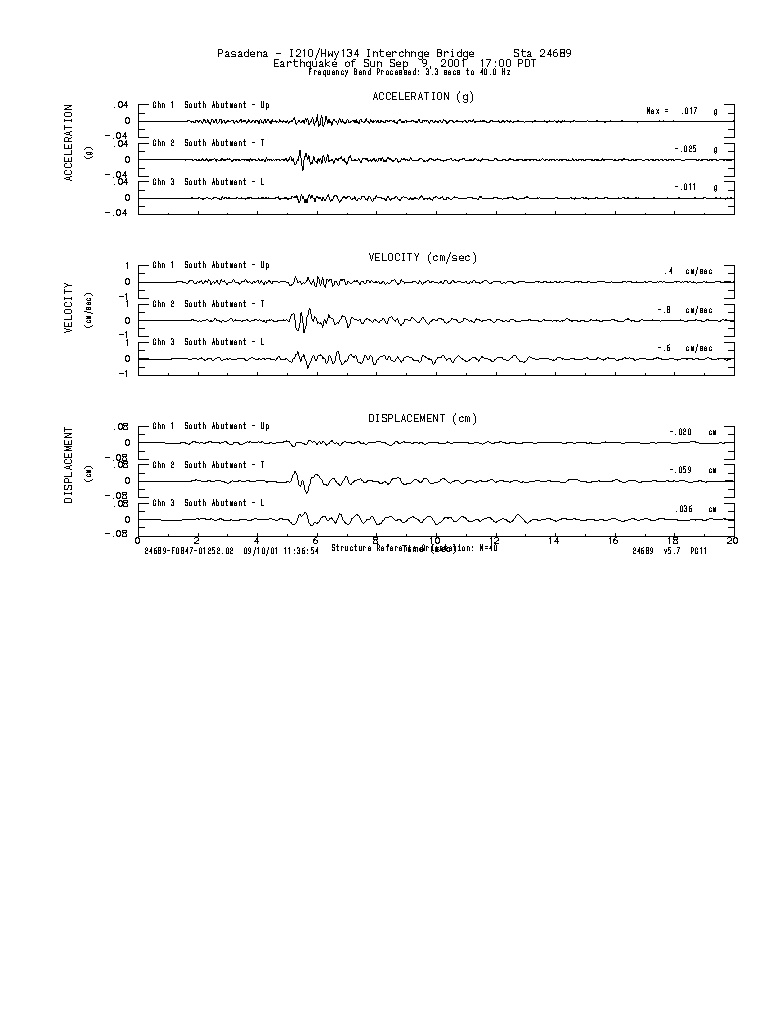 Pasadena - I210/Hwy134 Interchnge Bridge Sta 24689
Earthquake of Sun Sep 9, 2001 17:00 PDT
Frequency Band Processed: 3.3 secs to 40.0 Hz
ACCELERATION (g)
ACCELERATION
(g)
.04
0
-.04
Chn 1 South Abutment - Up
Max = .017 g
.04
0
-.04
Chn 2 South Abutment - T
-.025 g
.04
0
-.04
Chn 3 South Abutment - L
-.011 g
VELOCITY (cm/sec)
VELOCITY
(cm/sec)
1
0
-1
Chn 1 South Abutment - Up
.4 cm/sec
1
0
-1
Chn 2 South Abutment - T
-.8 cm/sec
1
0
-1
Chn 3 South Abutment - L
-.6 cm/sec
DISPLACEMENT (cm)
DISPLACEMENT
(cm)
.08
0
-.08
Chn 1 South Abutment - Up
-.020 cm
.08
0
-.08
Chn 2 South Abutment - T
-.059 cm
.08
0
-.08
Chn 3 South Abutment - L
.036 cm
0 2 4 6 8 10 12 14 16 18 20
Time (sec)
24689-F0847-01252.02 09/10/01 11:36:54 Structure Reference Orientation: N=40 24689 v5.7 PC11